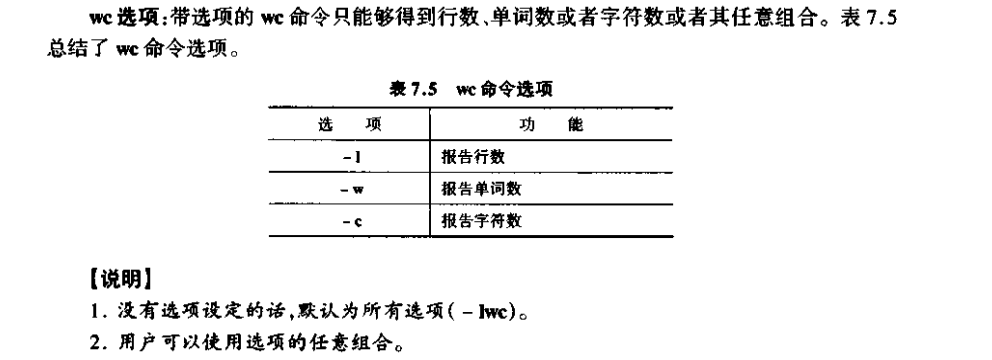 wc 选项:带选项的 wc 命令只能够得到行数、单词数或者字符数或者其任意组合。表 7.5
总结了 wc 命令选项。
表 7.5 wc 命令选项
选 项 功 能
-l 报告行数
-w 报告单词数
-c 报告字符数
【说明】
1. 没有选项设定的话,默认为所有选项( - lwc)。
2. 用户可以使用选项的任意组合。